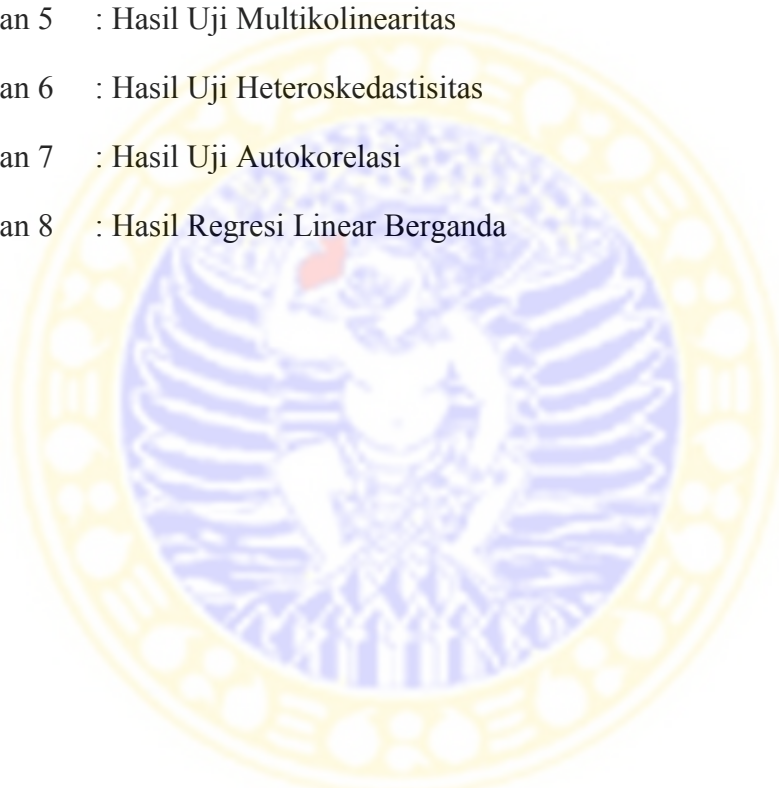 an 5 : Hasil Uji Multikolinearitas
an 6 : Hasil Uji Heteroskedastisitas
an 7 : Hasil Uji Autokorelasi
an 8 : Hasil Regresi Linear Berganda